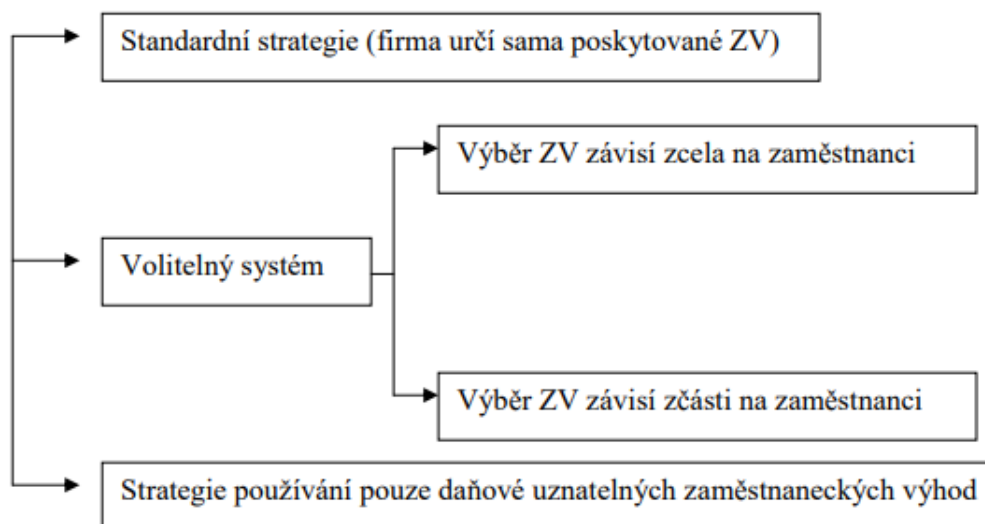 Standardní strategie (firma určí sama poskytované ZV)
Výběr ZV závisí zcela na zaměstnanci
Volitelný systém
Výběr ZV závisí zčásti na zaměstnanci
Strategie používání pouze daňové uznatelných zaměstnaneckých výhod